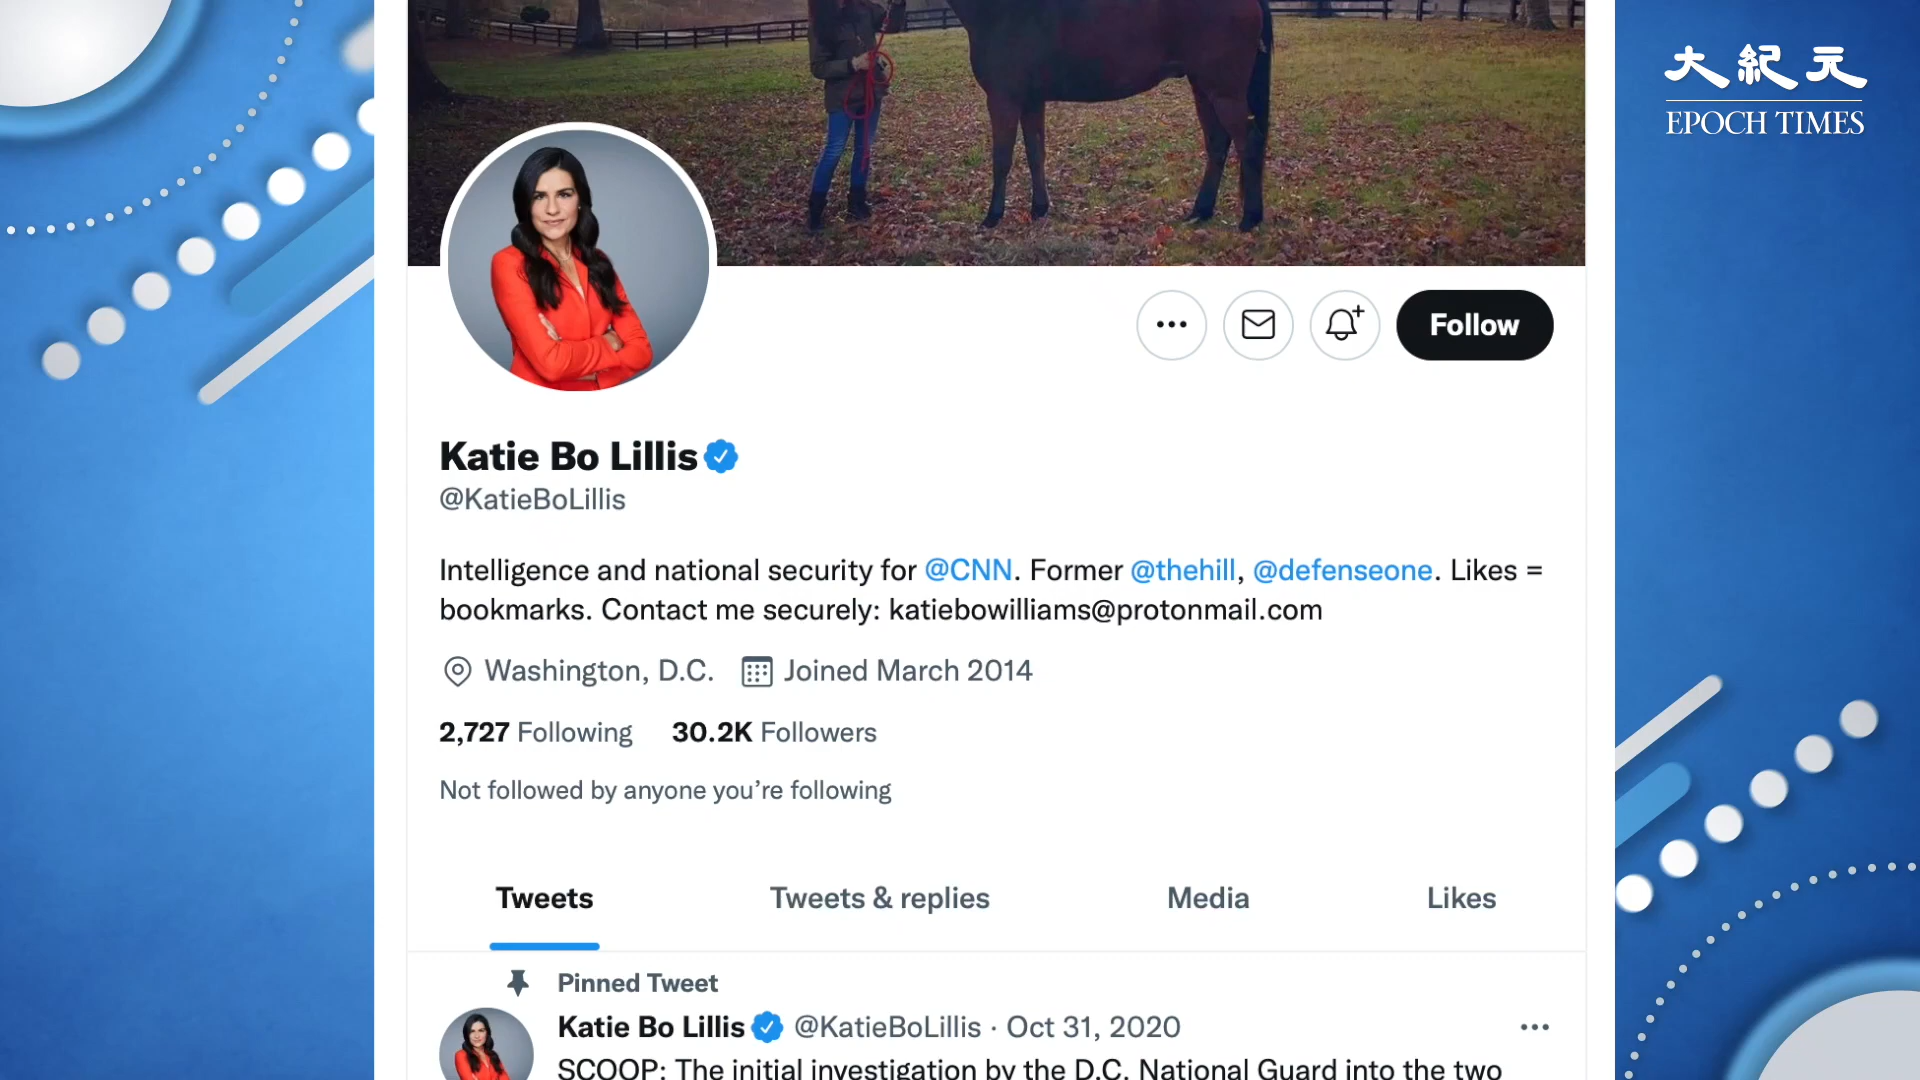 大紀元
EPOCH TIMES
Follow
Katie Bo Lillis
@KatieBoLillis
Intelligence and national security for @CNN. Former @thehill, @defenseone. Likes =
bookmarks. Contact me securely: katiebowilliams@protonmail.com
Washington, D.C. Joined March 2014
2,727 Following 30.2K Followers
Not followed by anyone you’re following
Tweets Tweets & replies Media Likes
Pinned Tweet
Katie Bo Lillis @KatieBoLillis · Oct 31, 2020
SCOOP: The initial investigation by the D.C. National Guard into the two